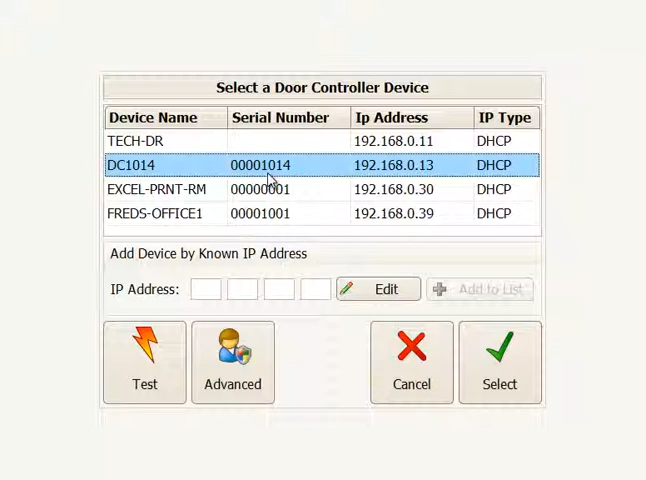 Select a Door Controller Device
Device Name Serial Number Ip Address IP Type
TECH-DR 192.168.0.11 DHCP
DC1014 00001014 192.168.0.13 DHCP
EXCEL-PRNT-RM 00000001 192.168.0.30 DHCP
FREDS-OFFICE1 00001001 192.168.0.39 DHCP
Add Device by Known IP Address
IP Address: Edit Add to List
Test Advanced Cancel Select